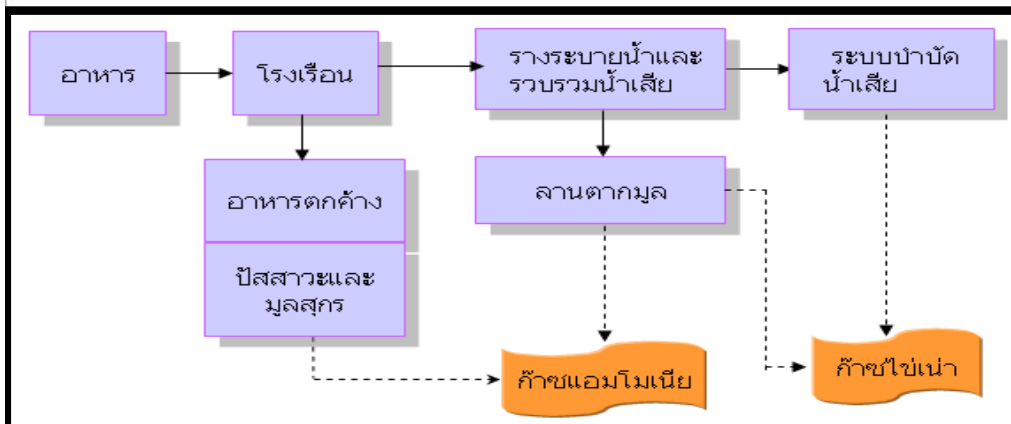 อาหาร
โรงเรือน
รางระบายน้ำและ
รวบรวมน้ำเสีย
ระบบบำบัด
น้ำเสีย
อาหารตกค้าง
ปัสสาวะและ
มูลสุกร
ลานตากมูล
ก๊าซแอมโมเนีย
ก๊าซไข่เน่า